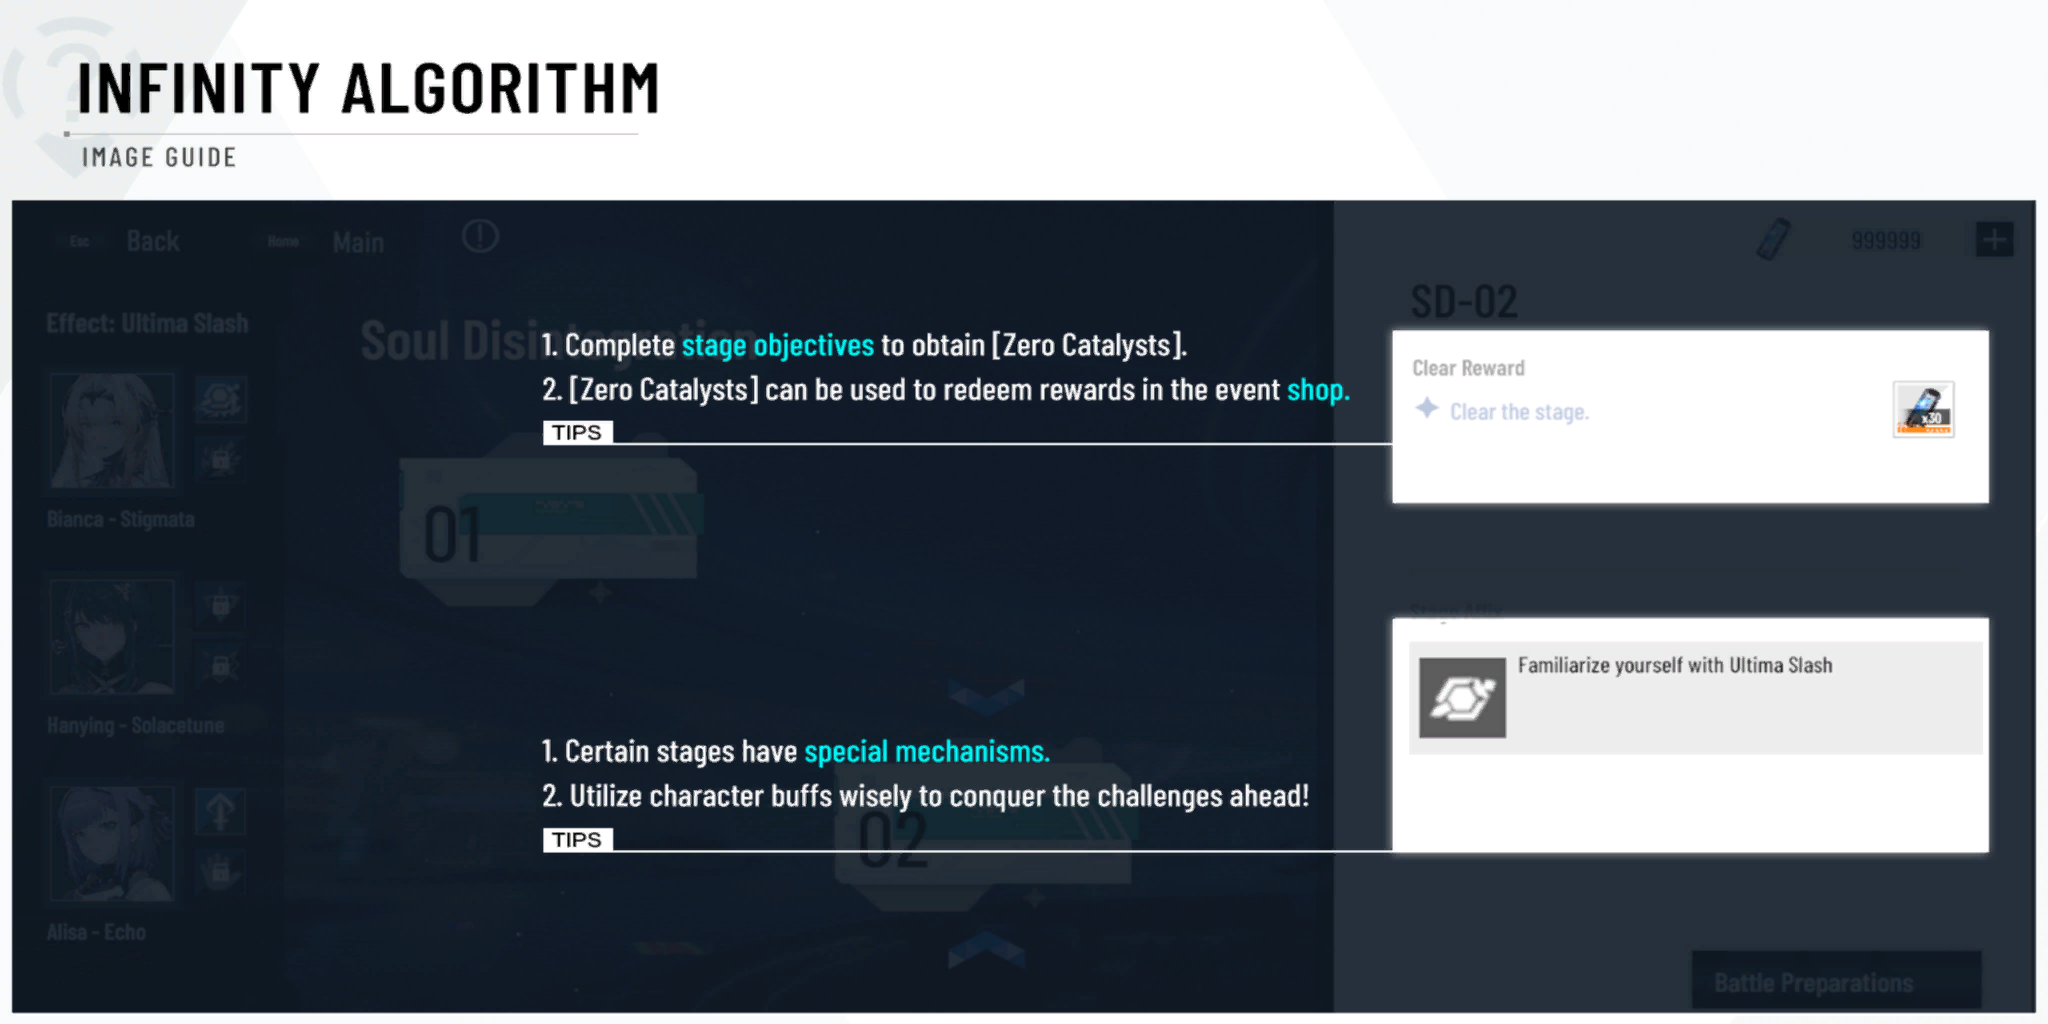 INFINITY ALGORITHM
IMAGE GUIDE
Esc Back Home Main
999999
Effect: Ultima Slash
Soul Disintegration
SD-02
1. Complete stage objectives to obtain [Zero Catalysts].
2. [Zero Catalysts] can be used to redeem rewards in the event shop.
TIPS
Clear Reward
Clear the stage.
x30
01
Bianca - Stigmata
Stage Affix
Familiarize yourself with Ultima Slash
Hanying - Solacetune
1. Certain stages have special mechanisms.
2. Utilize character buffs wisely to conquer the challenges ahead!
TIPS
02
Alisa - Echo
Battle Preparations